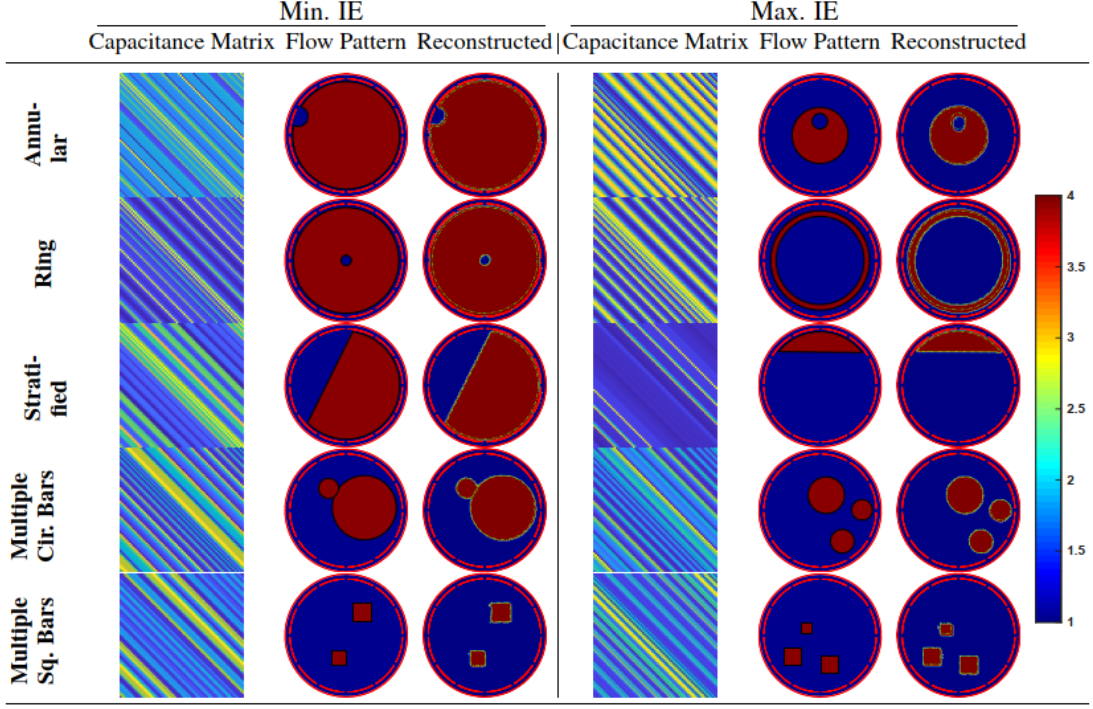 Min. IE
Max. IE
Capacitance Matrix Flow Pattern Reconstructed
Capacitance Matrix Flow Pattern Reconstructed
Annu-
lar
Ring
Strati-
fied
Multiple
Cir. Bars
Multiple
Sq. Bars
4
3.5
3
2.5
2
1.5
1